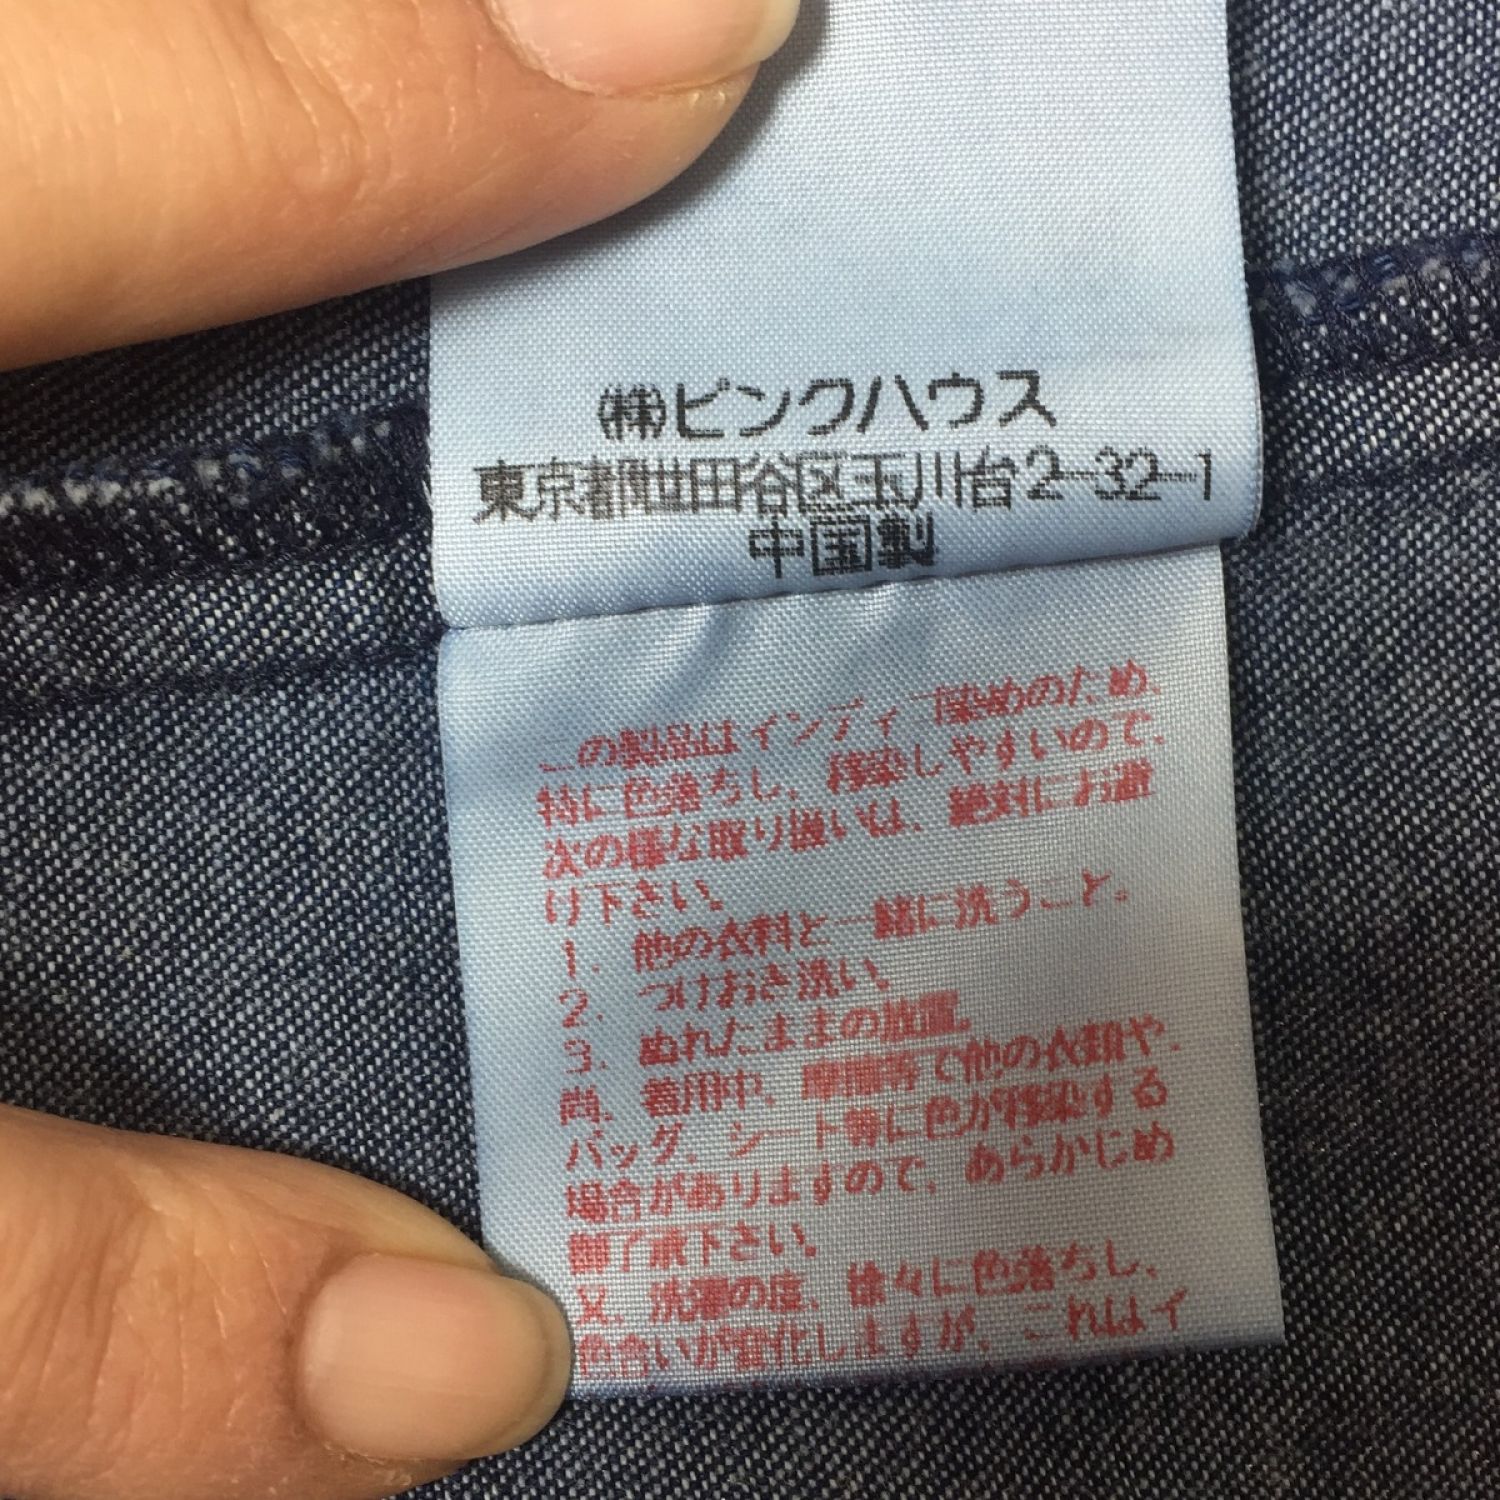 ㈱ピンクハウス
東京都世田谷区玉川台2-32-1
中国製
この製品はインディゴ染めのため、
特に色落ちし、移染しやすいので、
次の様な取り扱いは、絶対にお避
け下さい。
1. 他の衣料と一緒に洗うこと。
2. つけおき洗い。
3. ぬれたままの放置。
尚、着用中、摩擦等で他の衣類や、
バッグ、シート等に色が移染する
場合がありますので、あらかじめ
御了承下さい。
又、洗濯の度、徐々に色落ちし、
色合いが変化しますが、これはイ